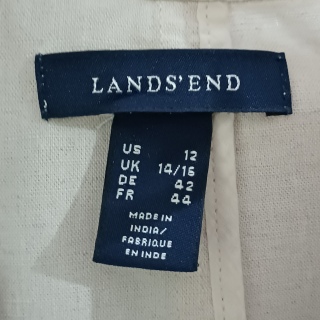 LANDS' END
US 12
UK 14/16
DE 42
FR 44
MADE IN
INDIA/
FABRIQUE
EN INDE